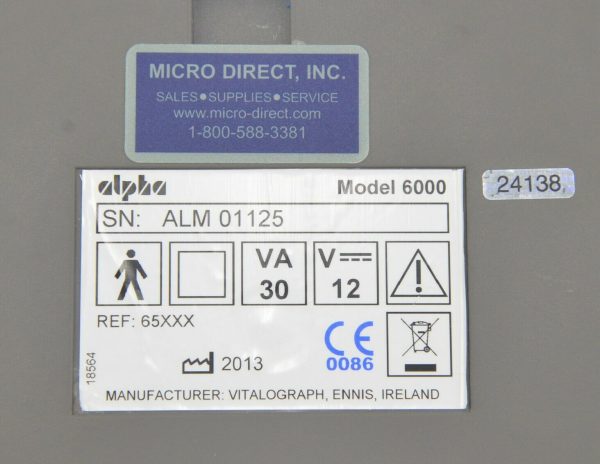 MICRO DIRECT, INC.
SALES●SUPPLIES●SERVICE
www.micro-direct.com
1-800-588-3381
alpha Model 6000
24138
SN: ALM 01125
VA V
30 12
REF: 65XXX
CE
0086
2013
18564
MANUFACTURER: VITALOGRAPH, ENNIS, IRELAND